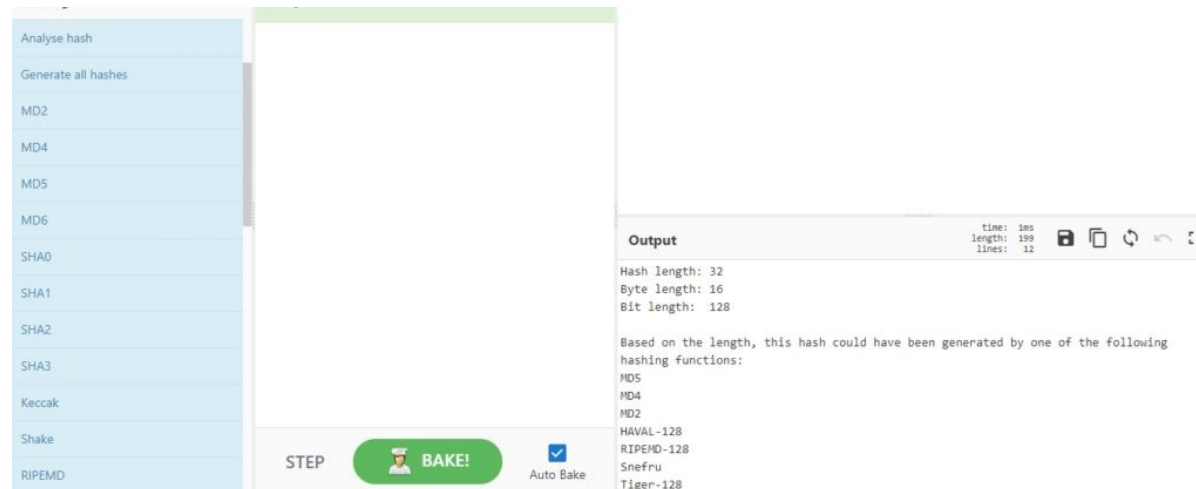 Analyse hash
Generate all hashes
MD2
MD4
MD5
MD6
SHA0
SHA1
SHA2
SHA3
Keccak
Shake
RIPEMD
STEP
BAKE!
Auto Bake
Output
time: 1ms
length: 199
lines: 12
Hash length: 32
Byte length: 16
Bit length: 128
Based on the length, this hash could have been generated by one of the following
hashing functions:
MD5
MD4
MD2
HAVAL-128
RIPEMD-128
Snefru
Tiger-128